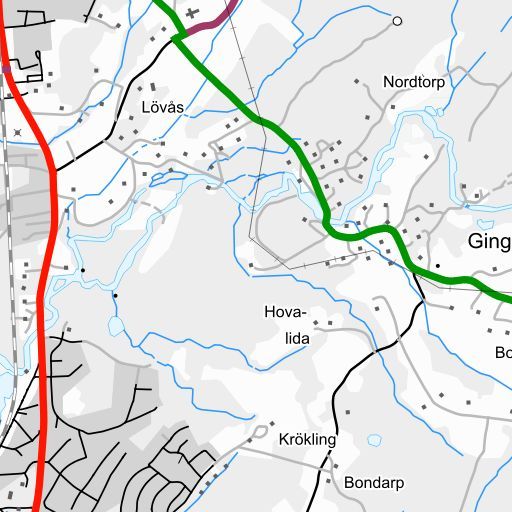 Nordtorp
Lövås
Ging
Hova-
lida
Bo
Krökling
Bondarp